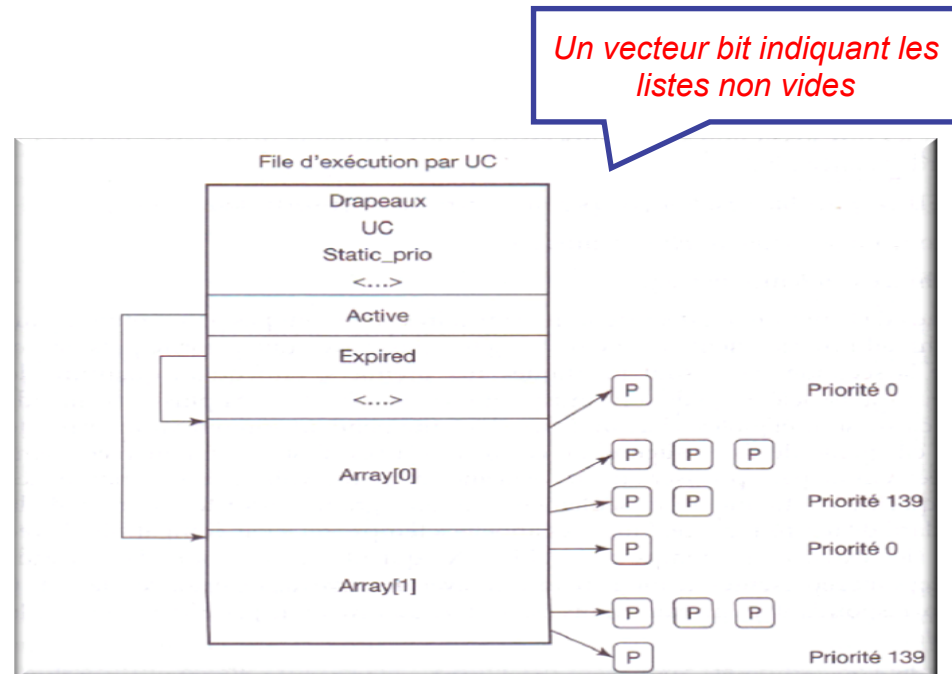 Un vecteur bit indiquant les
listes non vides
File d'exécution par UC
Drapeaux
UC
Static_prio
<...>
Active
Expired
<...>
P Priorité 0
Array[0]
P P P
P P Priorité 139
P Priorité 0
Array[1]
P P P
P Priorité 139